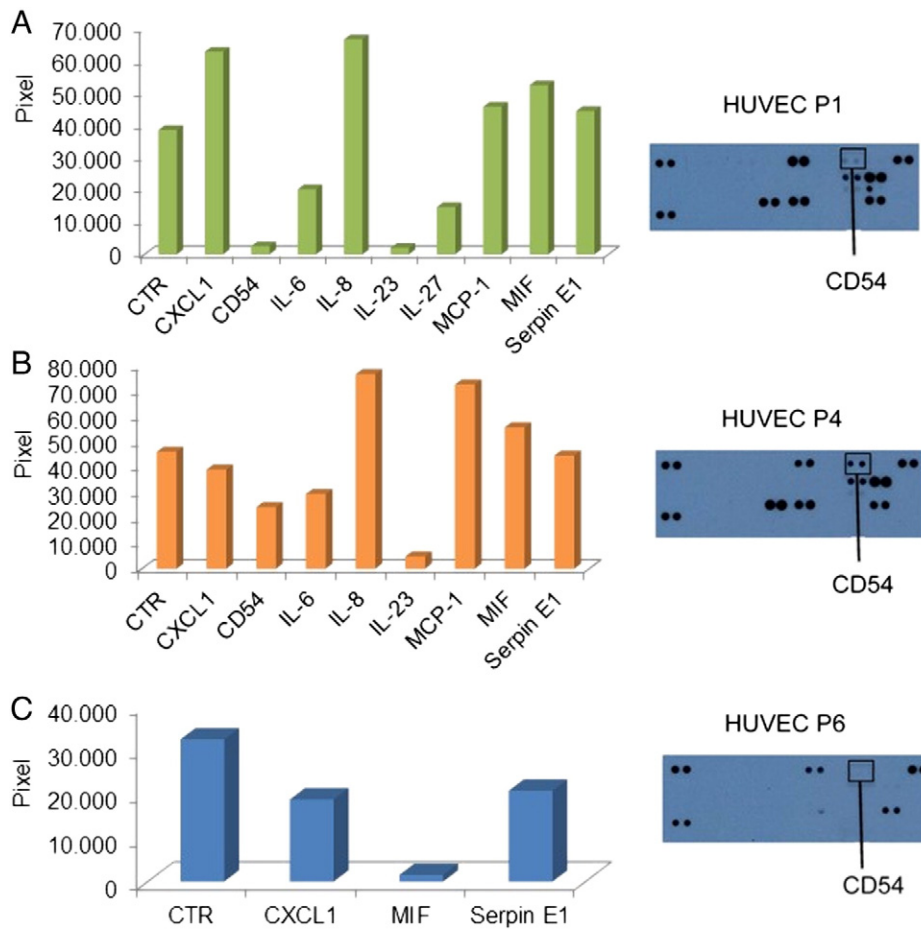 A
Pixel
70.000
60.000
50.000
40.000
30.000
20.000
10.000
0
CTR
CXCL1
CD54
IL-6
IL-8
IL-23
IL-27
MCP-1
MIF
Serpin E1
HUVEC P1
CD54
B
Pixel
80.000
70.000
60.000
50.000
40.000
30.000
20.000
10.000
0
CTR
CXCL1
CD54
IL-6
IL-8
IL-23
MCP-1
MIF
Serpin E1
HUVEC P4
CD54
C
Pixel
40.000
30.000
20.000
10.000
0
CTR
CXCL1
MIF
Serpin E1
HUVEC P6
CD54